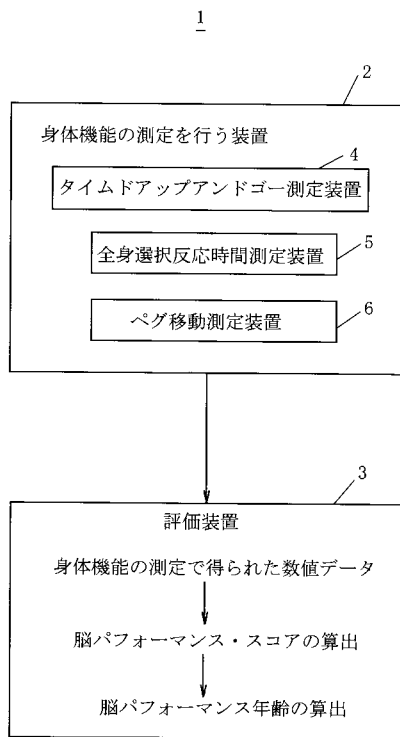 1
2
身体機能の測定を行う装置
4
タイムドアップアンドゴー測定装置
5
全身選択反応時間測定装置
6
ペグ移動測定装置
3
評価装置
身体機能の測定で得られた数値データ
脳パフォーマンス・スコアの算出
脳パフォーマンス年齢の算出